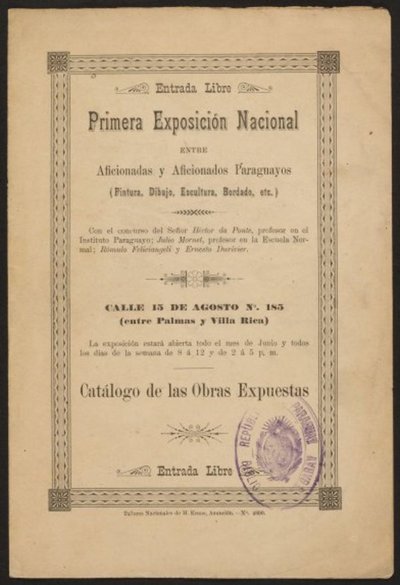 Entrada Libre
Primera Exposición Nacional
ENTRE
Aficionadas y Aficionados Paraguayos
(Pintura, Dibujo, Escultura, Bordado, etc.)
Con el concurso del Señor Héctor da Ponte, profesor en el
Instituto Paraguayo; Julio Mornet, profesor en la Escuela Nor-
mal; Rómulo Feliciangeli y Ernesto Durivier.
CALLE 15 DE AGOSTO Nº. 185
(entre Palmas y Villa Rica)
La exposición estará abierta todo el mes de Junio y todos
los días de la semana de 8 á 12 y de 2 á 5 p. m.
Catálogo de las Obras Expuestas
Entrada Libre
Talleres Nacionales de H. Kraus, Asunción. - Nº. 4600.